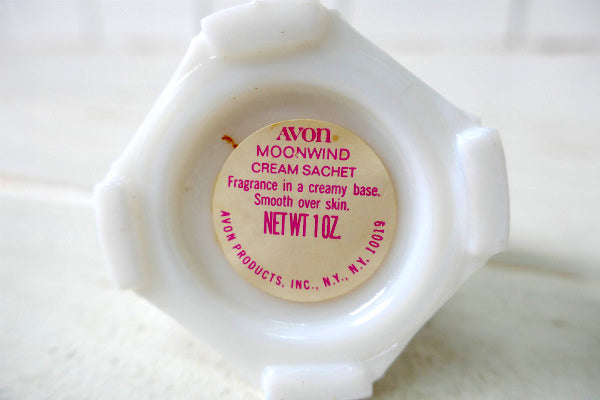 AVON
MOONWIND
CREAM SACHET
Fragrance in a creamy base.
Smooth over skin.
NET WT 1 OZ.
AVON PRODUCTS, INC., N.Y., N.Y. 10019